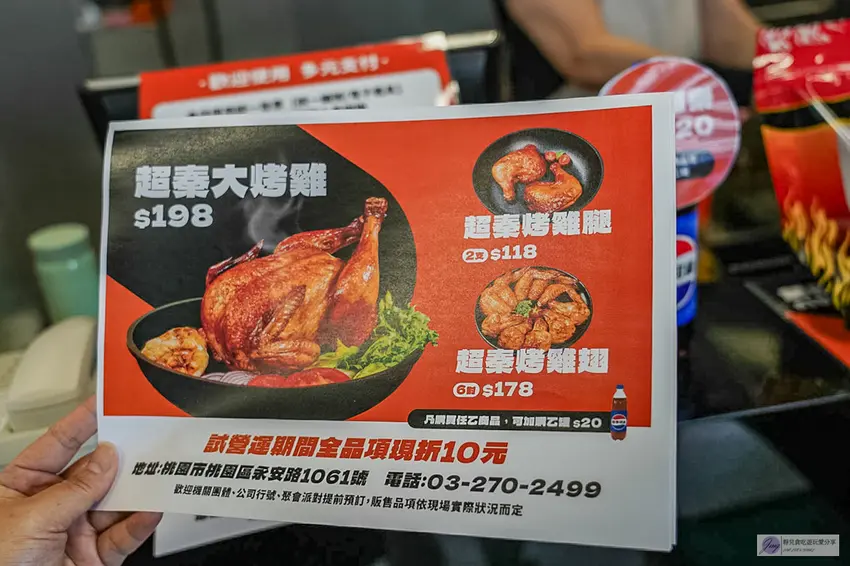 歡迎使用 多元支付
超秦大烤雞
$198
超秦烤雞腿
2支 $118
超秦烤雞翅
6對 $178
凡購買任乙商品，可加購乙罐 $20
試營運期間全品項現折10元
地址:桃園市桃園區永安路1061號 電話:03-270-2499
歡迎機關團體、公司行號、聚會派對提前預訂，販售品項依現場實際狀況而定
20
pepsi